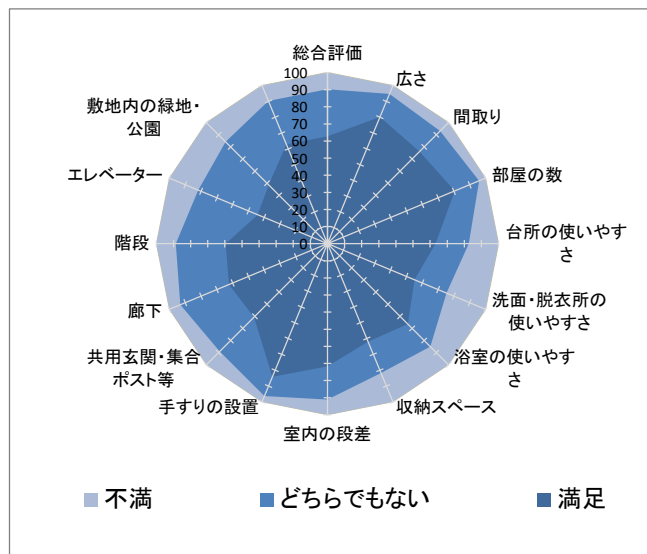 総合評価
広さ
間取り
部屋の数
台所の使いやす
さ
洗面・脱衣所の
使いやすさ
浴室の使いやす
さ
収納スペース
室内の段差
手すりの設置
共用玄関・集合
ポスト等
廊下
階段
エレベーター
敷地内の緑地・
公園
100
90
80
70
60
50
40
30
20
10
0
不満
どちらでもない
満足